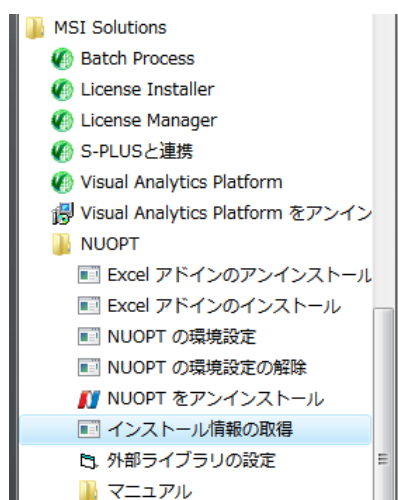 MSI Solutions
Batch Process
License Installer
License Manager
S-PLUSと連携
Visual Analytics Platform
Visual Analytics Platform をアンイン
NUOPT
Excel アドインのアンインストール
Excel アドインのインストール
NUOPT の環境設定
NUOPT の環境設定の解除
NUOPT をアンインストール
インストール情報の取得
外部ライブラリの設定
マニュアル